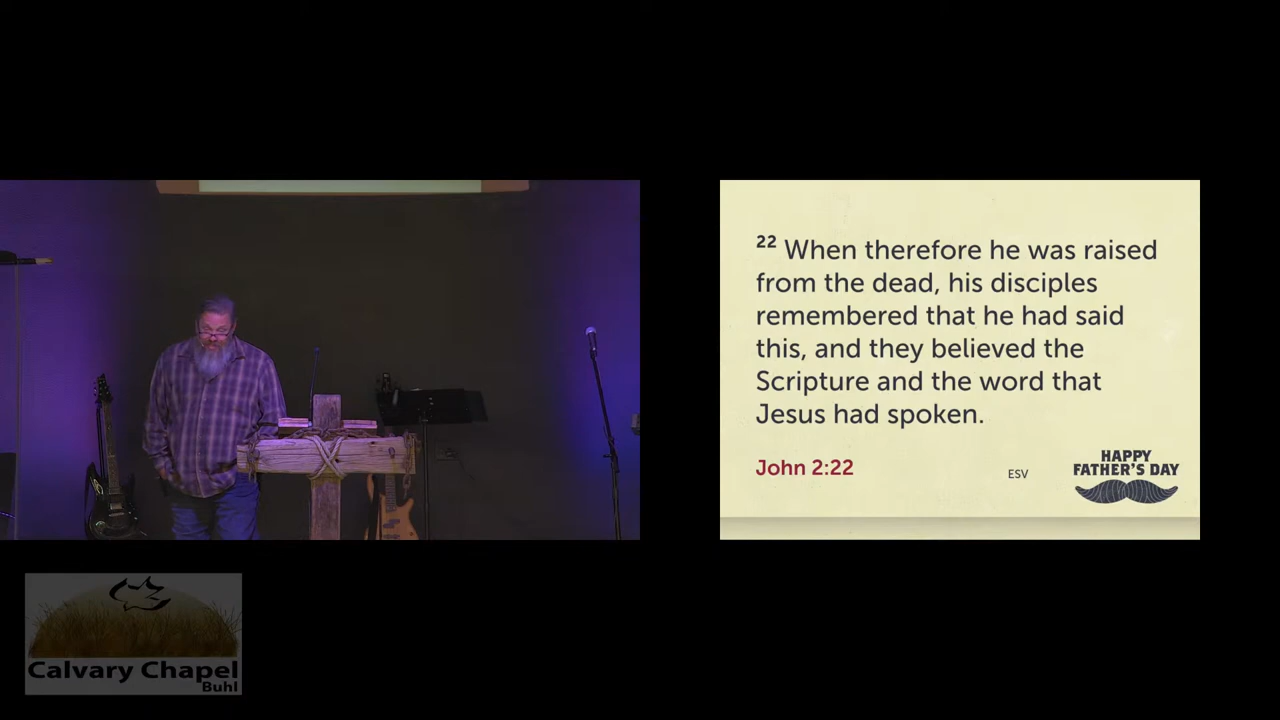 22 When therefore he was raised
from the dead, his disciples
remembered that he had said
this, and they believed the
Scripture and the word that
Jesus had spoken.
John 2:22
ESV
HAPPY
FATHER'S DAY
Calvary Chapel
Buhl